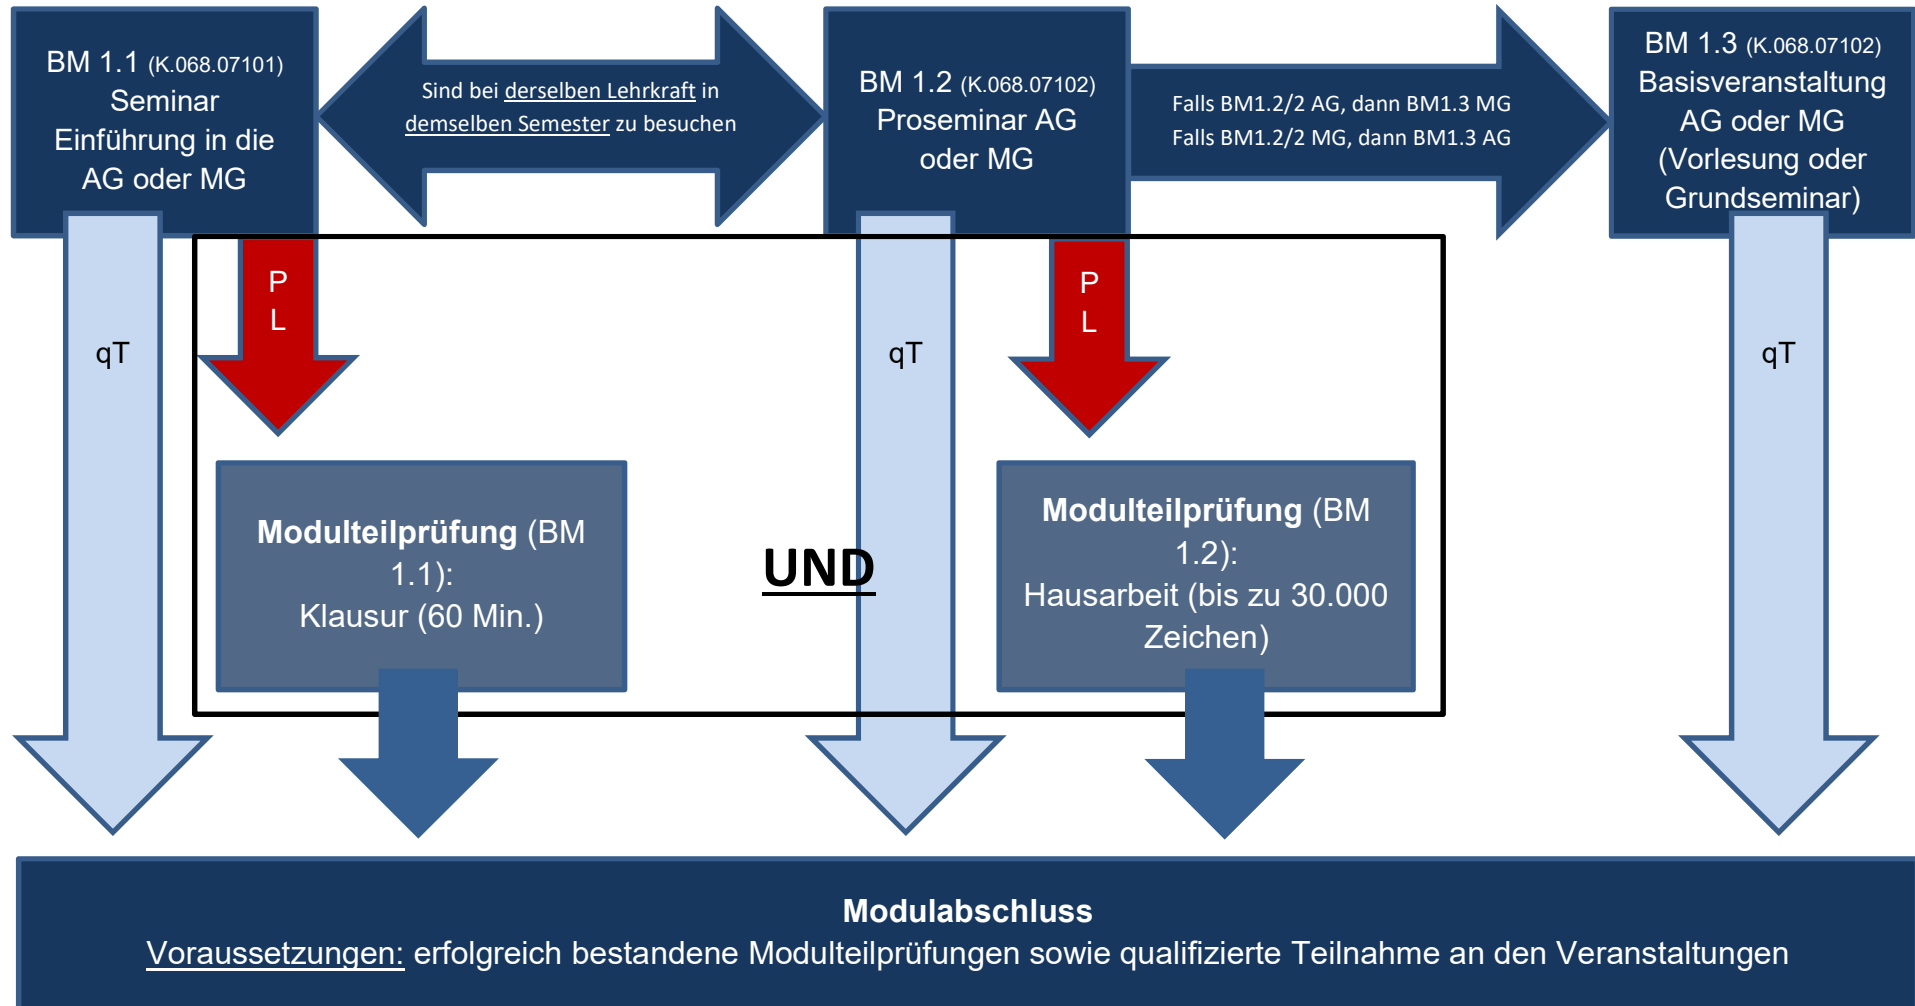 BM 1.1 (K.068.07101)
Seminar
Einführung in die
AG oder MG
Sind bei derselben Lehrkraft in
demselben Semester zu besuchen
BM 1.2 (K.068.07102)
Proseminar AG
oder MG
Falls BM1.2/2 AG, dann BM1.3 MG
Falls BM1.2/2 MG, dann BM1.3 AG
BM 1.3 (K.068.07102)
Basisveranstaltung
AG oder MG
(Vorlesung oder
Grundseminar)
qT
P
L
qT
P
L
qT
Modulteilprüfung (BM
1.1):
Klausur (60 Min.)
UND
Modulteilprüfung (BM
1.2):
Hausarbeit (bis zu 30.000
Zeichen)
Modulabschluss
Voraussetzungen: erfolgreich bestandene Modulteilprüfungen sowie qualifizierte Teilnahme an den Veranstaltungen